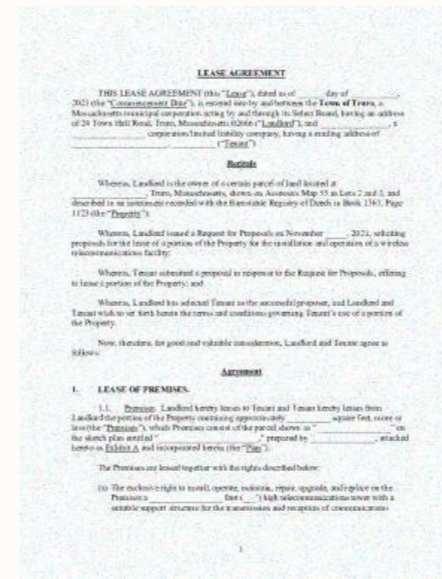 LEASE AGREEMENT
THIS LEASE AGREEMENT (this "Lease"), dated as of ____ day of ________,
2021 (the "Commencement Date"), is entered into by and between the Town of Truro, a
Massachusetts municipal corporation acting by and through its Select Board, having an address
of 24 Town Hall Road, Truro, Massachusetts 02666 ("Landlord"), and ____________, a
____________ corporation/limited liability company, having a mailing address of
____________________ ("Tenant")
Recitals
Whereas, Landlord is the owner of a certain parcel of land located at
____________, Truro, Massachusetts, shown on Assessors Map 55 as Lots 2 and 3, and
described in an instrument recorded with the Barnstable Registry of Deeds in Book 1363, Page
1123 (the "Property");
Whereas, Landlord issued a Request for Proposals on November ____, 2021, soliciting
proposals for the lease of a portion of the Property for the installation and operation of a wireless
telecommunications facility;
Whereas, Tenant submitted a proposal in response to the Request for Proposals, offering
to lease a portion of the Property; and
Whereas, Landlord has selected Tenant as the successful proposer, and Landlord and
Tenant wish to set forth herein the terms and conditions governing Tenant's use of a portion of
the Property.
Now, therefore, for good and valuable consideration, Landlord and Tenant agree as
follows:
Agreement
1. LEASE OF PREMISES.
1.1. Premises. Landlord hereby leases to Tenant and Tenant hereby leases from
Landlord the portion of the Property containing approximately ________ square feet, more or
less (the "Premises"), which Premises consist of the parcel shown as "____________" on
the sketch plan entitled "____________," prepared by ____________, attached
hereto as Exhibit A and incorporated herein (the "Plan").
The Premises are leased together with the rights described below:
(a) The exclusive right to install, operate, maintain, repair, upgrade, and replace on the
Premises a ____________ foot (___') high telecommunications tower with a
suitable support structure for the transmission and reception of communications
1